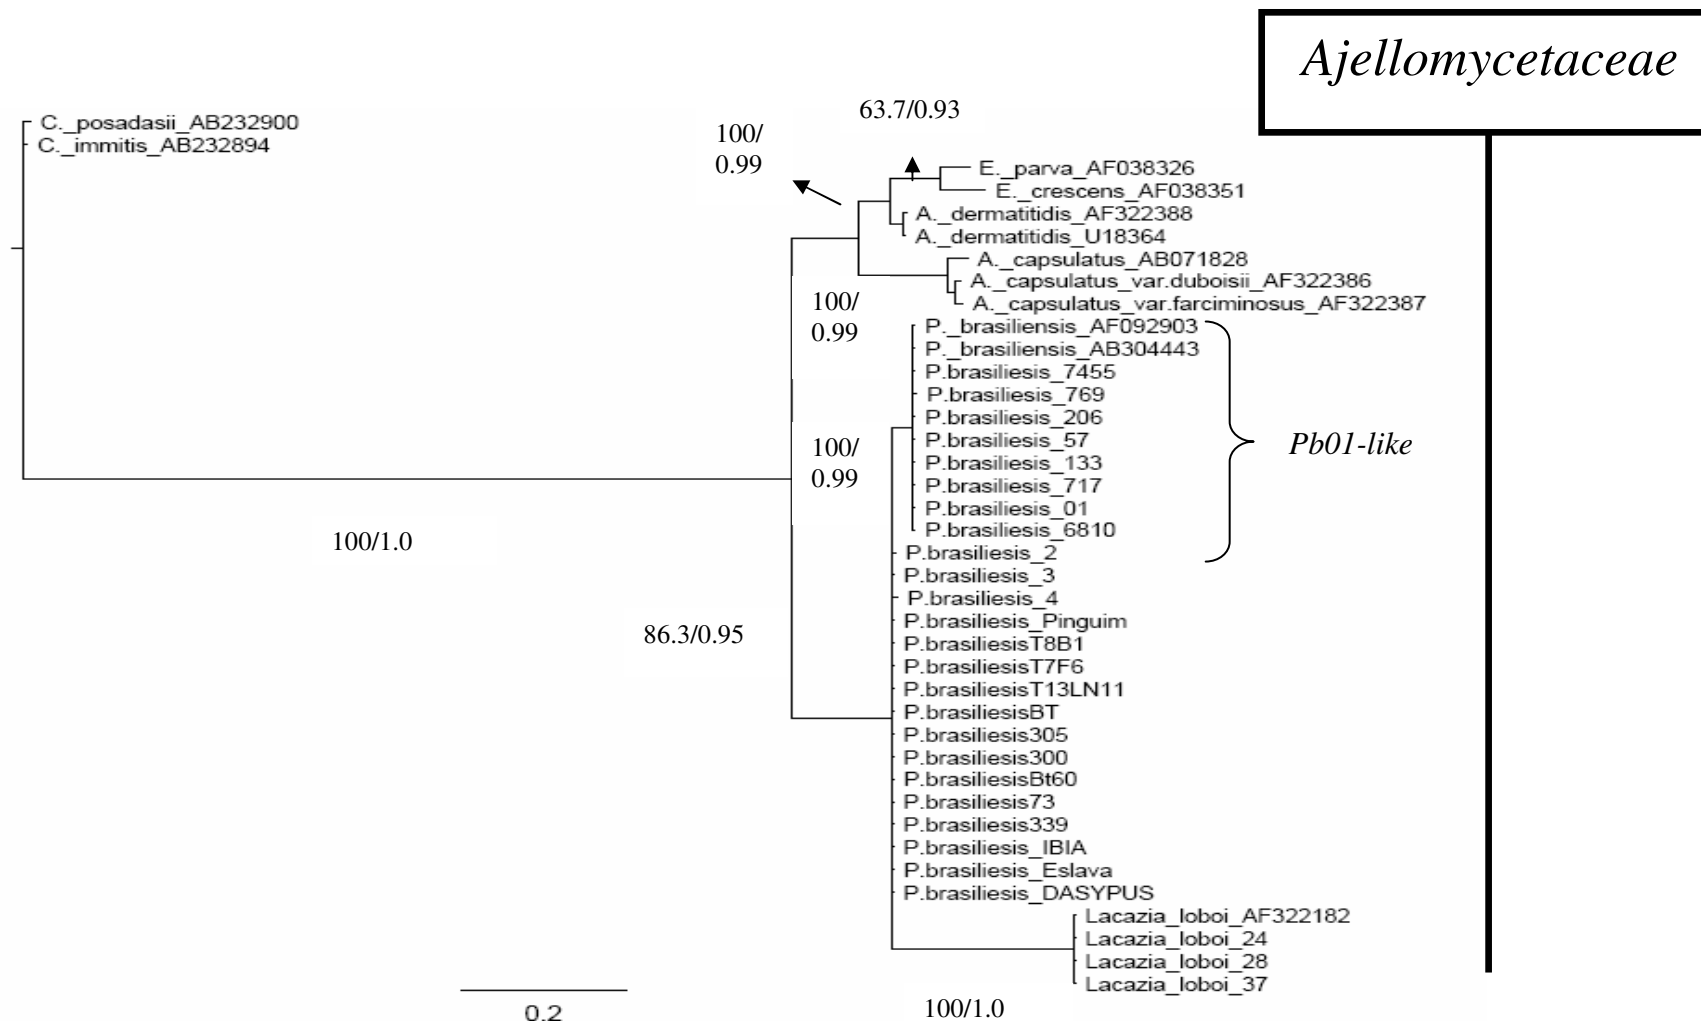 Ajellomycetaceae
63.7/0.93
C._posadasii_AB232900
100/
0.99
C._immitis_AB232894
E._parva_AF038326
E._crescens_AF038351
A._dermatitidis_AF322388
A._dermatitidis_U18364
A._capsulatus_AB071828
A._capsulatus_var.duboisii_AF322386
A._capsulatus_var.farciminosus_AF322387
100/
0.99
P._brasiliensis_AF092903
P._brasiliensis_AB304443
P.brasiliesis_7455
P.brasiliesis_769
P.brasiliesis_206
P.brasiliesis_57
Pb01-like
100/
0.99
P.brasiliesis_133
P.brasiliesis_717
P.brasiliesis_01
P.brasiliesis_6810
100/1.0
P.brasiliesis_2
P.brasiliesis_3
P.brasiliesis_4
P.brasiliesis_Pinguim
86.3/0.95
P.brasiliesisT8B1
P.brasiliesisT7F6
P.brasiliesisT13LN11
P.brasiliesisBT
P.brasiliesis305
P.brasiliesis300
P.brasiliesisBt60
P.brasiliesis73
P.brasiliesis339
P.brasiliesis_IBIA
P.brasiliesis_Eslava
P.brasiliesis_DASYPUS
Lacazia_loboi_AF322182
Lacazia_loboi_24
Lacazia_loboi_28
Lacazia_loboi_37
0.2
100/1.0